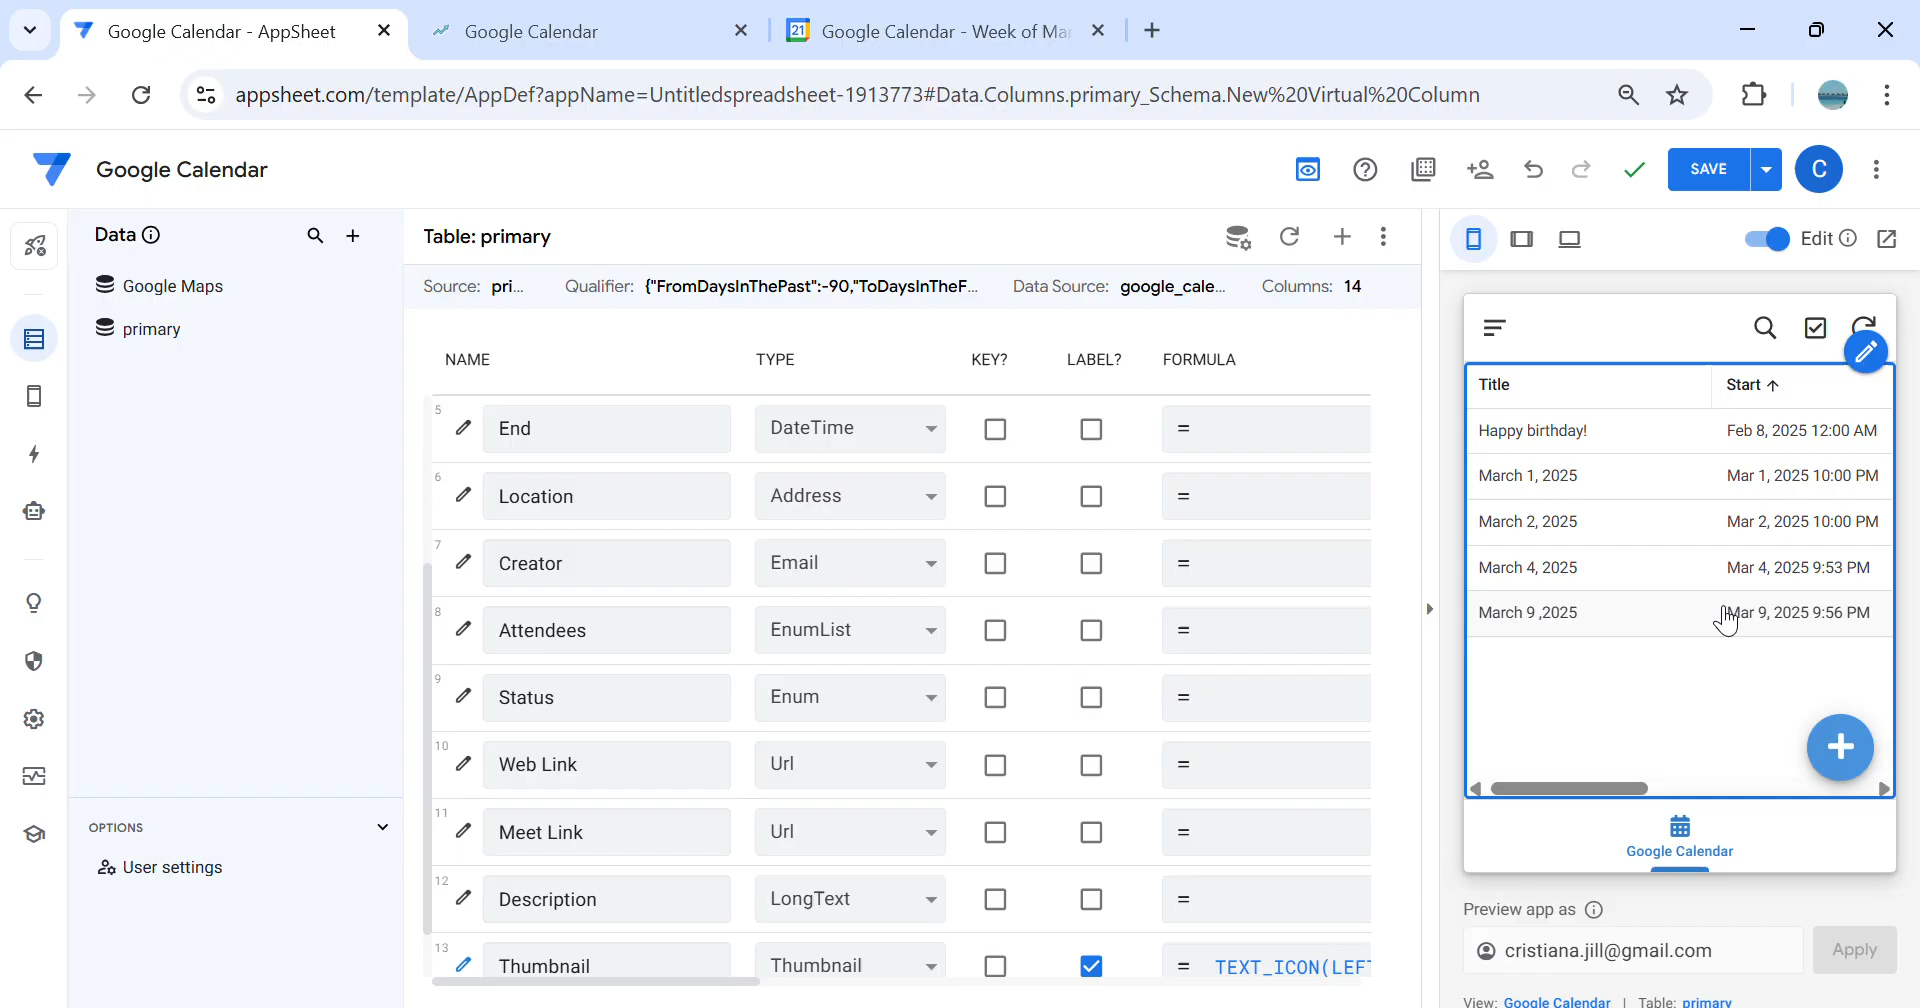 Google Calendar - AppSheet
Google Calendar
Google Calendar - Week of Mar
appsheet.com/template/AppDef?appName=Untitledspreadsheet-1913773#Data.Columns.primary_Schema.New%20Virtual%20Column
Google Calendar
SAVE
C
Data
Google Maps
primary
OPTIONS
User settings
Table: primary
Source: pri... Qualifier: {"FromDaysInThePast":-90,"ToDaysInTheF... Data Source: google_cale... Columns: 14
NAME TYPE KEY? LABEL? FORMULA
5 End DateTime =
6 Location Address =
7 Creator Email =
8 Attendees EnumList =
9 Status Enum =
10 Web Link Url =
11 Meet Link Url =
12 Description LongText =
13 Thumbnail Thumbnail = TEXT_ICON(LEFT
Edit
Title Start
Happy birthday! Feb 8, 2025 12:00 AM
March 1, 2025 Mar 1, 2025 10:00 PM
March 2, 2025 Mar 2, 2025 10:00 PM
March 4, 2025 Mar 4, 2025 9:53 PM
March 9 ,2025 Mar 9, 2025 9:56 PM
Google Calendar
Preview app as
cristiana.jill@gmail.com Apply
View: Google Calendar | Table: primary